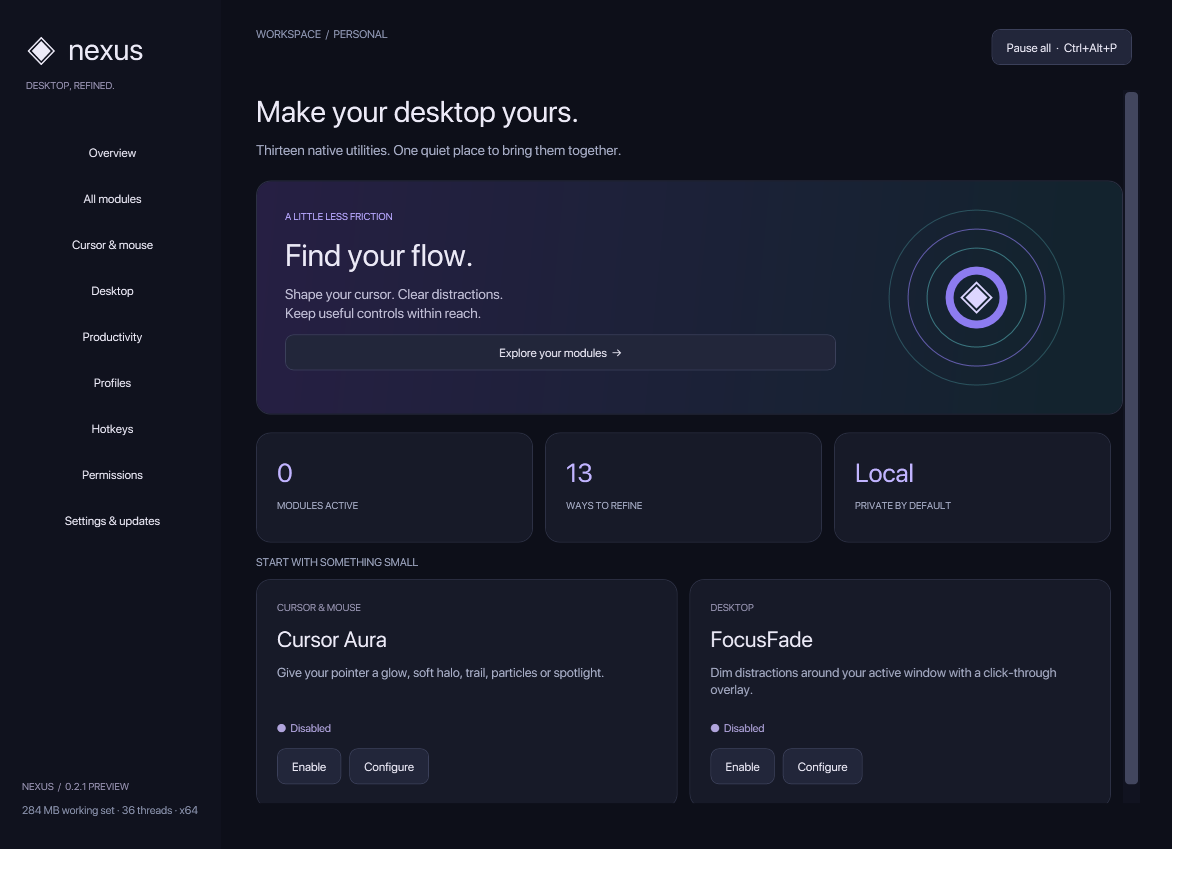 nexus
DESKTOP, REFINED.
Overview
All modules
Cursor & mouse
Desktop
Productivity
Profiles
Hotkeys
Permissions
Settings & updates
NEXUS / 0.2.1 PREVIEW
284 MB working set · 36 threads · x64
WORKSPACE / PERSONAL
Pause all · Ctrl+Alt+P
Make your desktop yours.
Thirteen native utilities. One quiet place to bring them together.
A LITTLE LESS FRICTION
Find your flow.
Shape your cursor. Clear distractions.
Keep useful controls within reach.
Explore your modules →
0
MODULES ACTIVE
13
WAYS TO REFINE
Local
PRIVATE BY DEFAULT
START WITH SOMETHING SMALL
CURSOR & MOUSE
Cursor Aura
Give your pointer a glow, soft halo, trail, particles or spotlight.
Disabled
Enable
Configure
DESKTOP
FocusFade
Dim distractions around your active window with a click-through
overlay.
Disabled
Enable
Configure